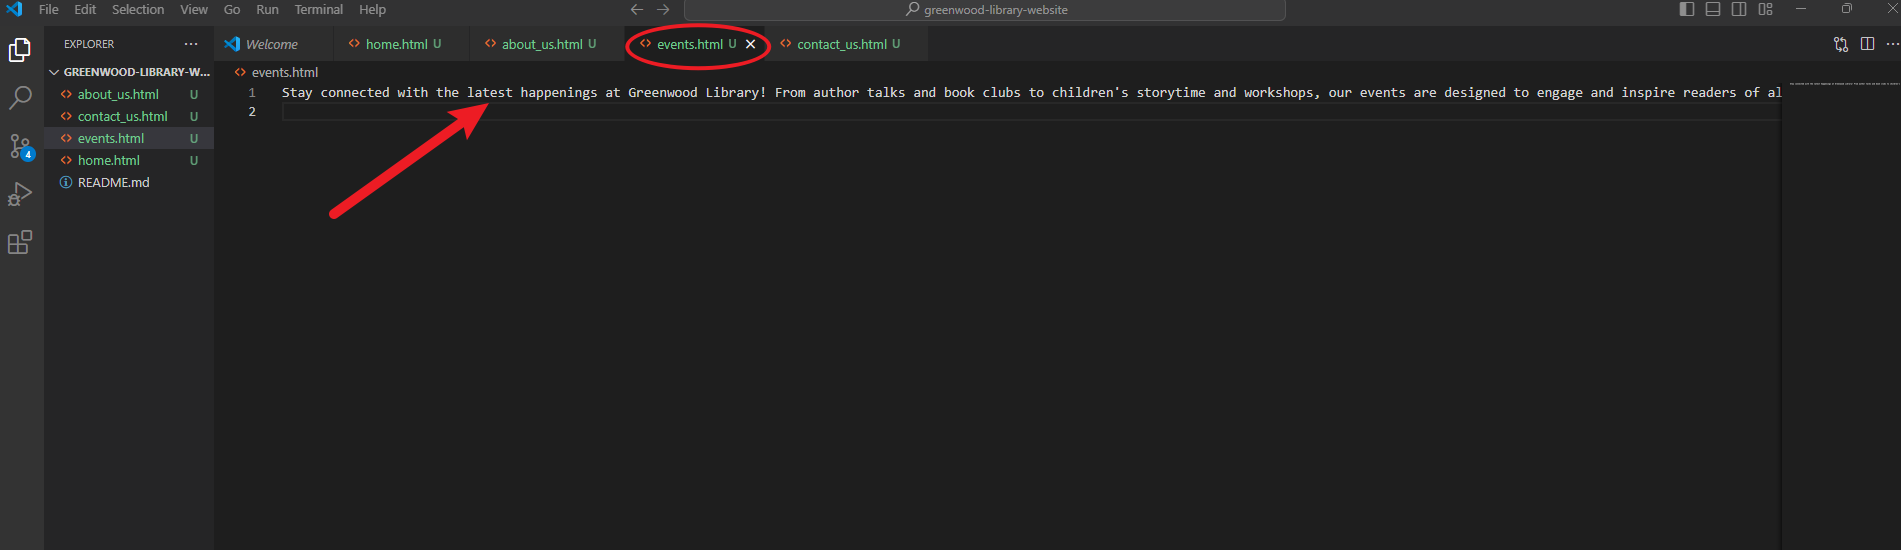 File Edit Selection View Go Run Terminal Help
greenwood-library-website
EXPLORER ...
Welcome
home.html U
about_us.html U
events.html U
contact_us.html U
GREENWOOD-LIBRARY-W...
about_us.html U
contact_us.html U
events.html U
home.html U
README.md
4
events.html
1 Stay connected with the latest happenings at Greenwood Library! From author talks and book clubs to children's storytime and workshops, our events are designed to engage and inspire readers of al
2